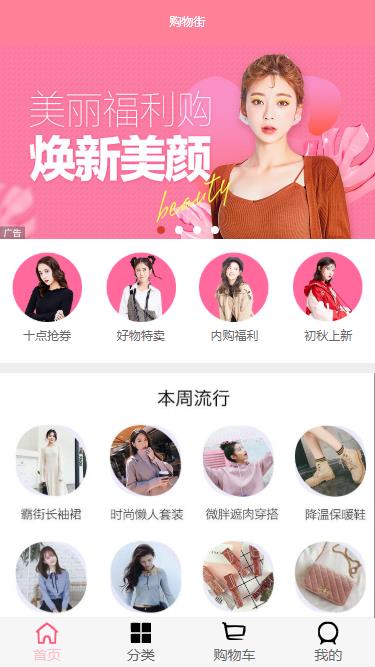 购物街
美丽福利购
焕新美颜
beauty
广告
十点抢券
好物特卖
内购福利
初秋上新
本周流行
霸街长袖裙
时尚懒人套装
微胖遮肉穿搭
降温保暖鞋
首页
分类
购物车
我的